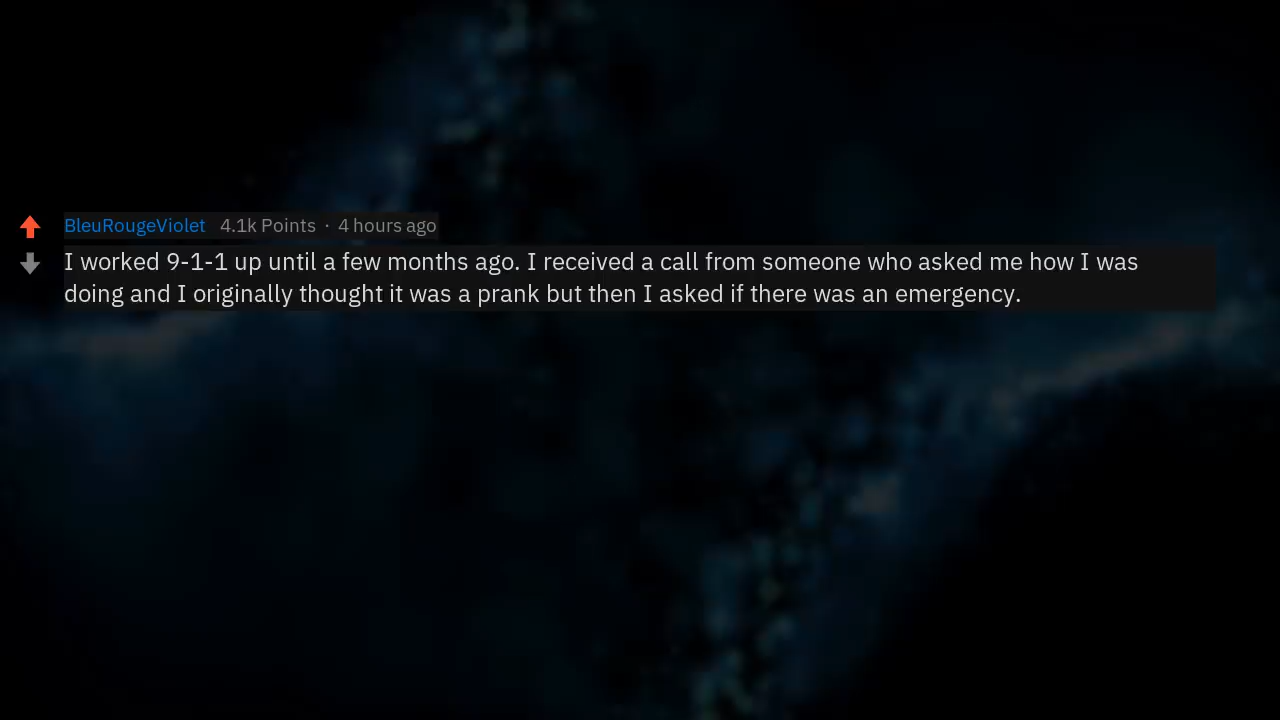 BleuRougeViolet 4.1k Points · 4 hours ago
I worked 9-1-1 up until a few months ago. I received a call from someone who asked me how I was
doing and I originally thought it was a prank but then I asked if there was an emergency.